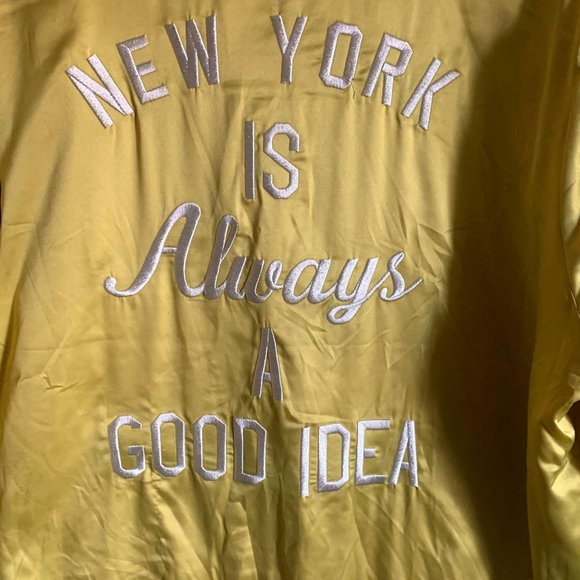 NEW YORK
IS
Always
A
GOOD IDEA